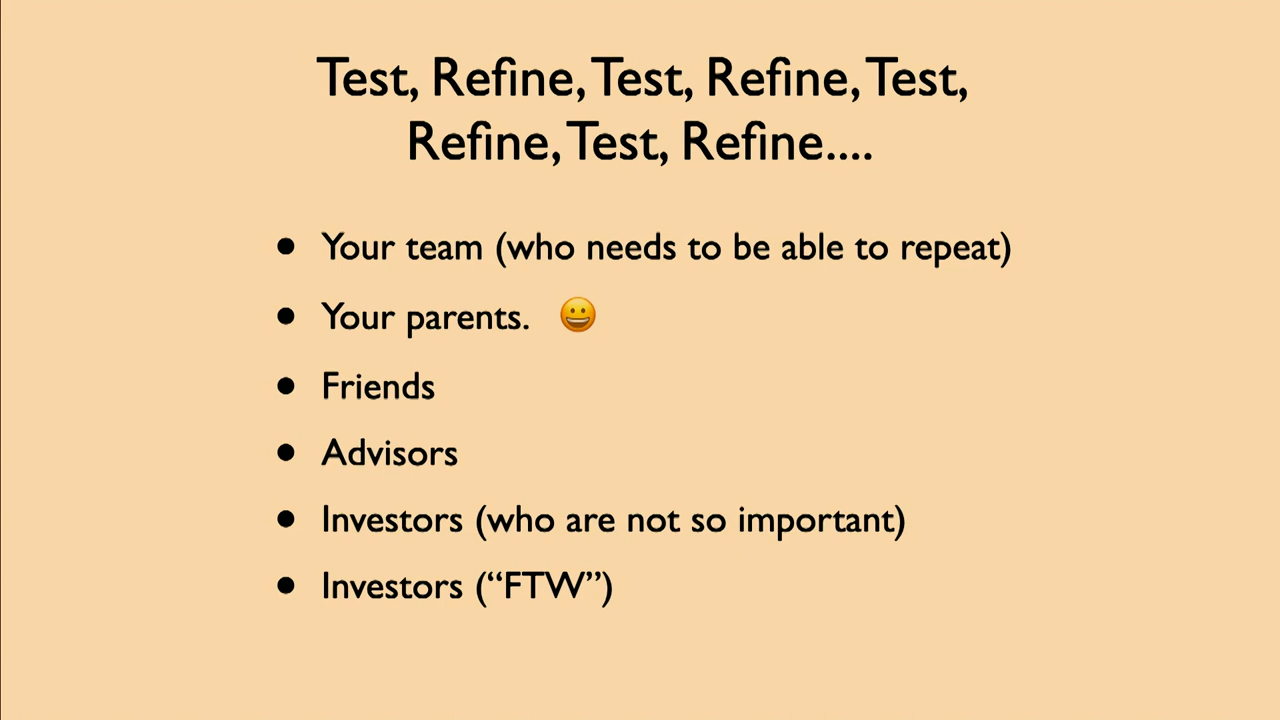 Test, Refine, Test, Refine, Test,
Refine, Test, Refine....
• Your team (who needs to be able to repeat)
• Your parents. 😀
• Friends
• Advisors
• Investors (who are not so important)
• Investors (“FTW”)